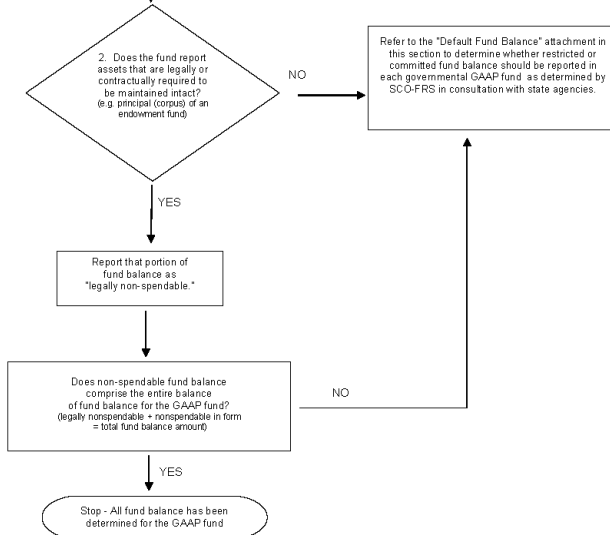 2. Does the fund report
assets that are legally or
contractually required to
be maintained intact?
(e.g. principal (corpus) of an
endowment fund)
NO
Refer to the "Default Fund Balance" attachment in
this section to determine whether restricted or
committed fund balance should be reported in
each governmental GAAP fund as determined by
SCO-FRS in consultation with state agencies.
YES
Report that portion of
fund balance as
"legally non-spendable."
Does non-spendable fund balance
comprise the entire balance
of fund balance for the GAAP fund?
(legally nonspendable + nonspendable in form
= total fund balance amount)
NO
YES
Stop - All fund balance has been
determined for the GAAP fund